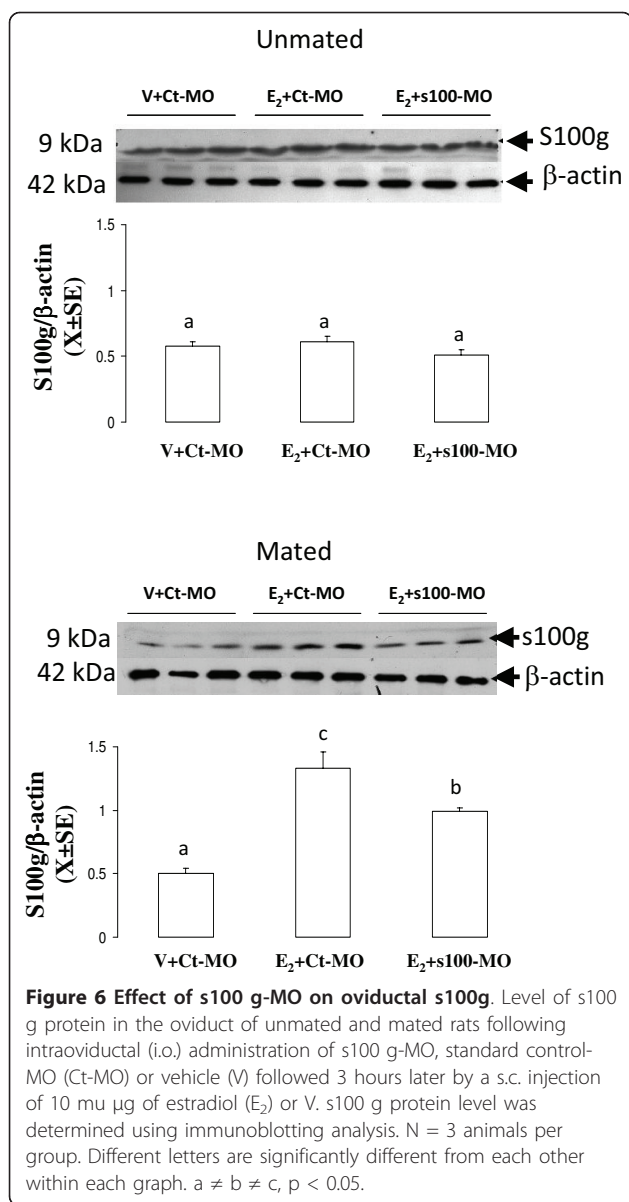 Unmated
V+Ct-MO E₂+Ct-MO E₂+s100-MO
9 kDa S100g
42 kDa β-actin
S100g/β-actin
(X±SE)
1.5
1
0.5
0
a a a
V+Ct-MO E₂+Ct-MO E₂+s100-MO
Mated
V+Ct-MO E₂+Ct-MO E₂+s100-MO
9 kDa s100g
42 kDa β-actin
S100g/β-actin
(X±SE)
1.5
1
0.5
0
a c b
V+Ct-MO E₂+Ct-MO E₂+s100-MO
Figure 6 Effect of s100 g-MO on oviductal s100g. Level of s100
g protein in the oviduct of unmated and mated rats following
intraoviductal (i.o.) administration of s100 g-MO, standard control-
MO (Ct-MO) or vehicle (V) followed 3 hours later by a s.c. injection
of 10 mu μg of estradiol (E₂) or V. s100 g protein level was
determined using immunoblotting analysis. N = 3 animals per
group. Different letters are significantly different from each other
within each graph. a ≠ b ≠ c, p < 0.05.